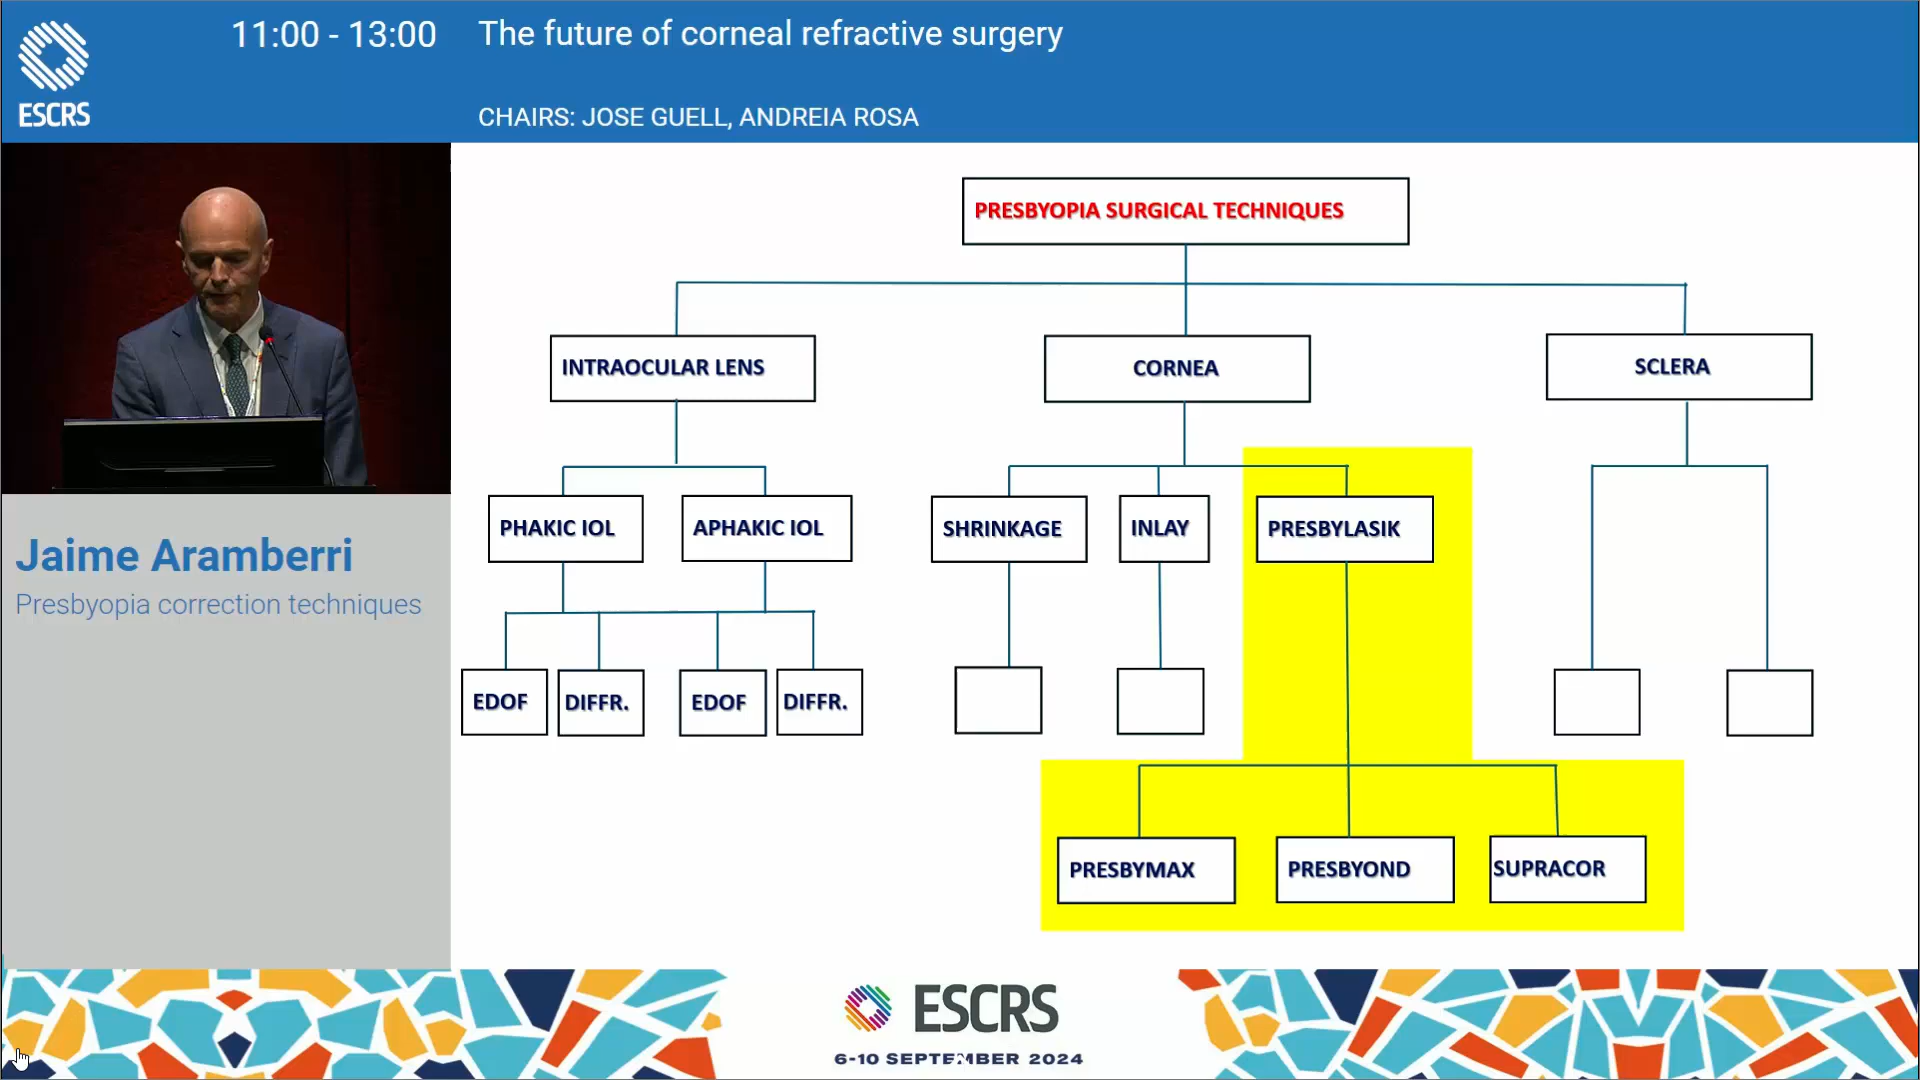 11:00 - 13:00
The future of corneal refractive surgery
ESCRS
CHAIRS: JOSE GUELL, ANDREIA ROSA
Jaime Aramberri
Presbyopia correction techniques
PRESBYOPIA SURGICAL TECHNIQUES
INTRAOCULAR LENS
CORNEA
SCLERA
PHAKIC IOL
APHAKIC IOL
SHRINKAGE
INLAY
PRESBYLASIK
EDOF
DIFFR.
EDOF
DIFFR.
PRESBYMAX
PRESBYOND
SUPRACOR
ESCRS
6-10 SEPTEMBER 2024